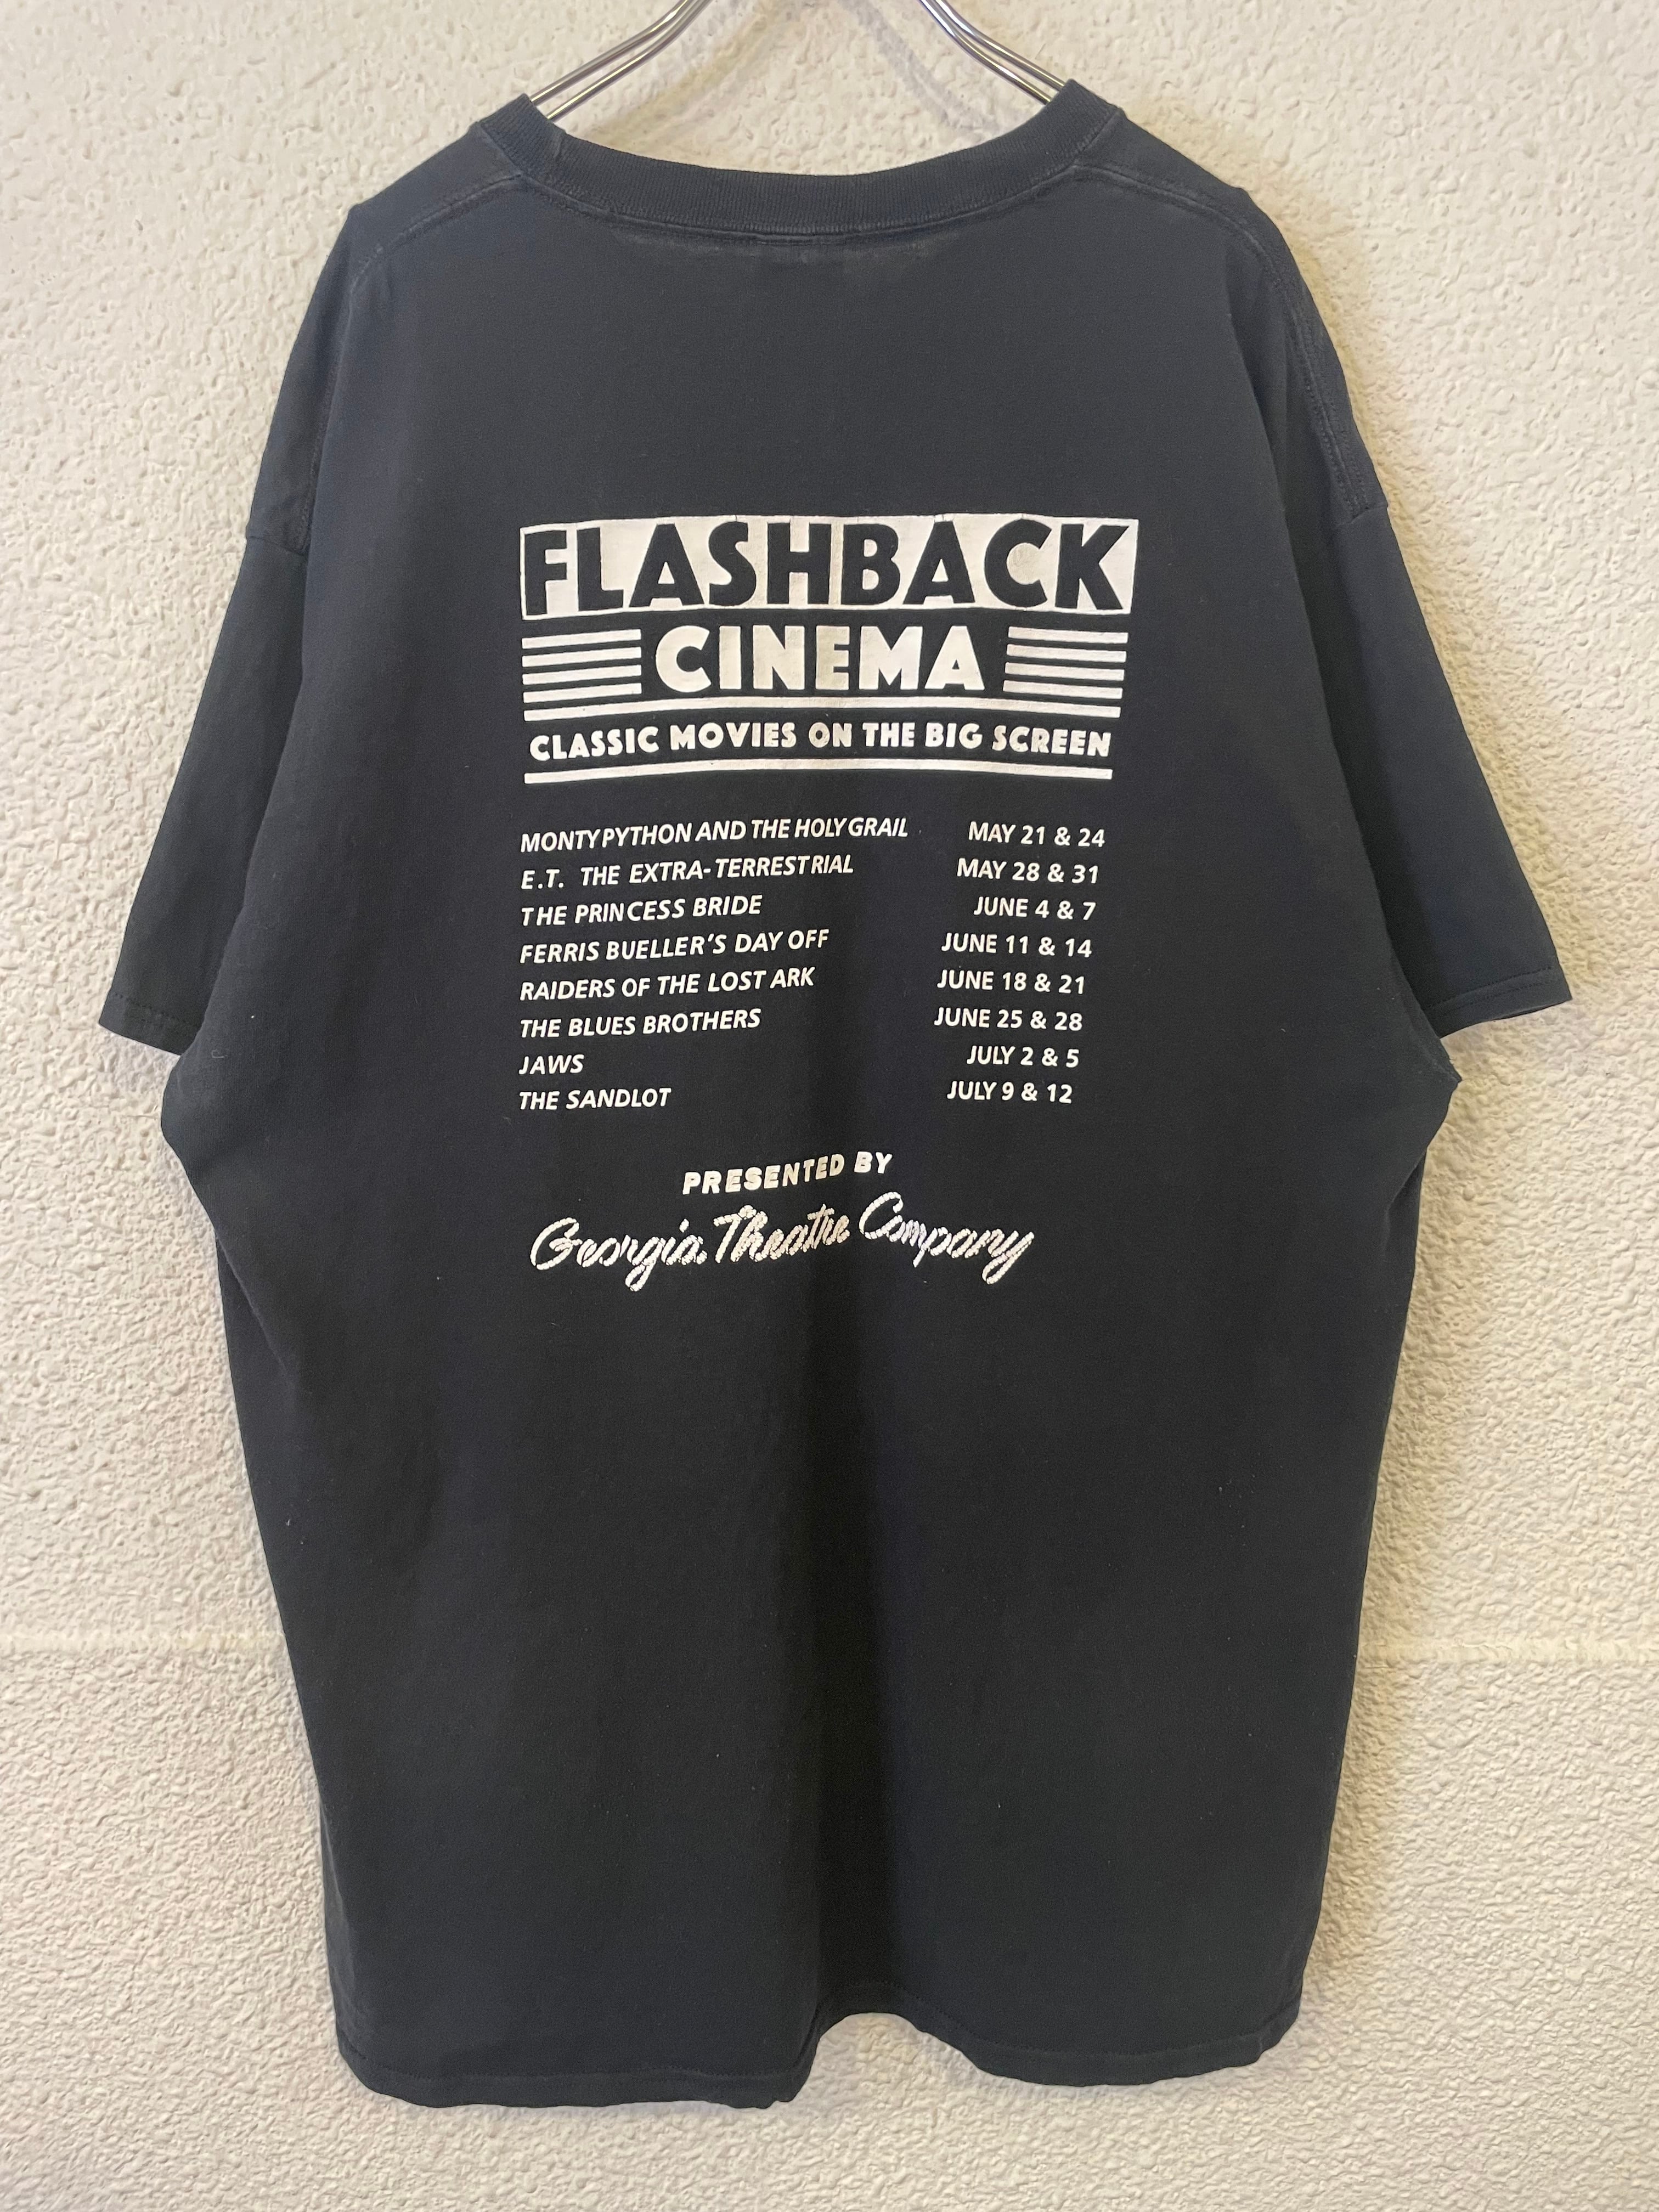 FLASHBACK
CINEMA
CLASSIC MOVIES ON THE BIG SCREEN
MONTY PYTHON AND THE HOLY GRAIL MAY 21 & 24
E.T. THE EXTRA-TERRESTRIAL MAY 28 & 31
THE PRINCESS BRIDE JUNE 4 & 7
FERRIS BUELLER'S DAY OFF JUNE 11 & 14
RAIDERS OF THE LOST ARK JUNE 18 & 21
THE BLUES BROTHERS JUNE 25 & 28
JAWS JULY 2 & 5
THE SANDLOT JULY 9 & 12
PRESENTED BY
Georgia Theatre Company